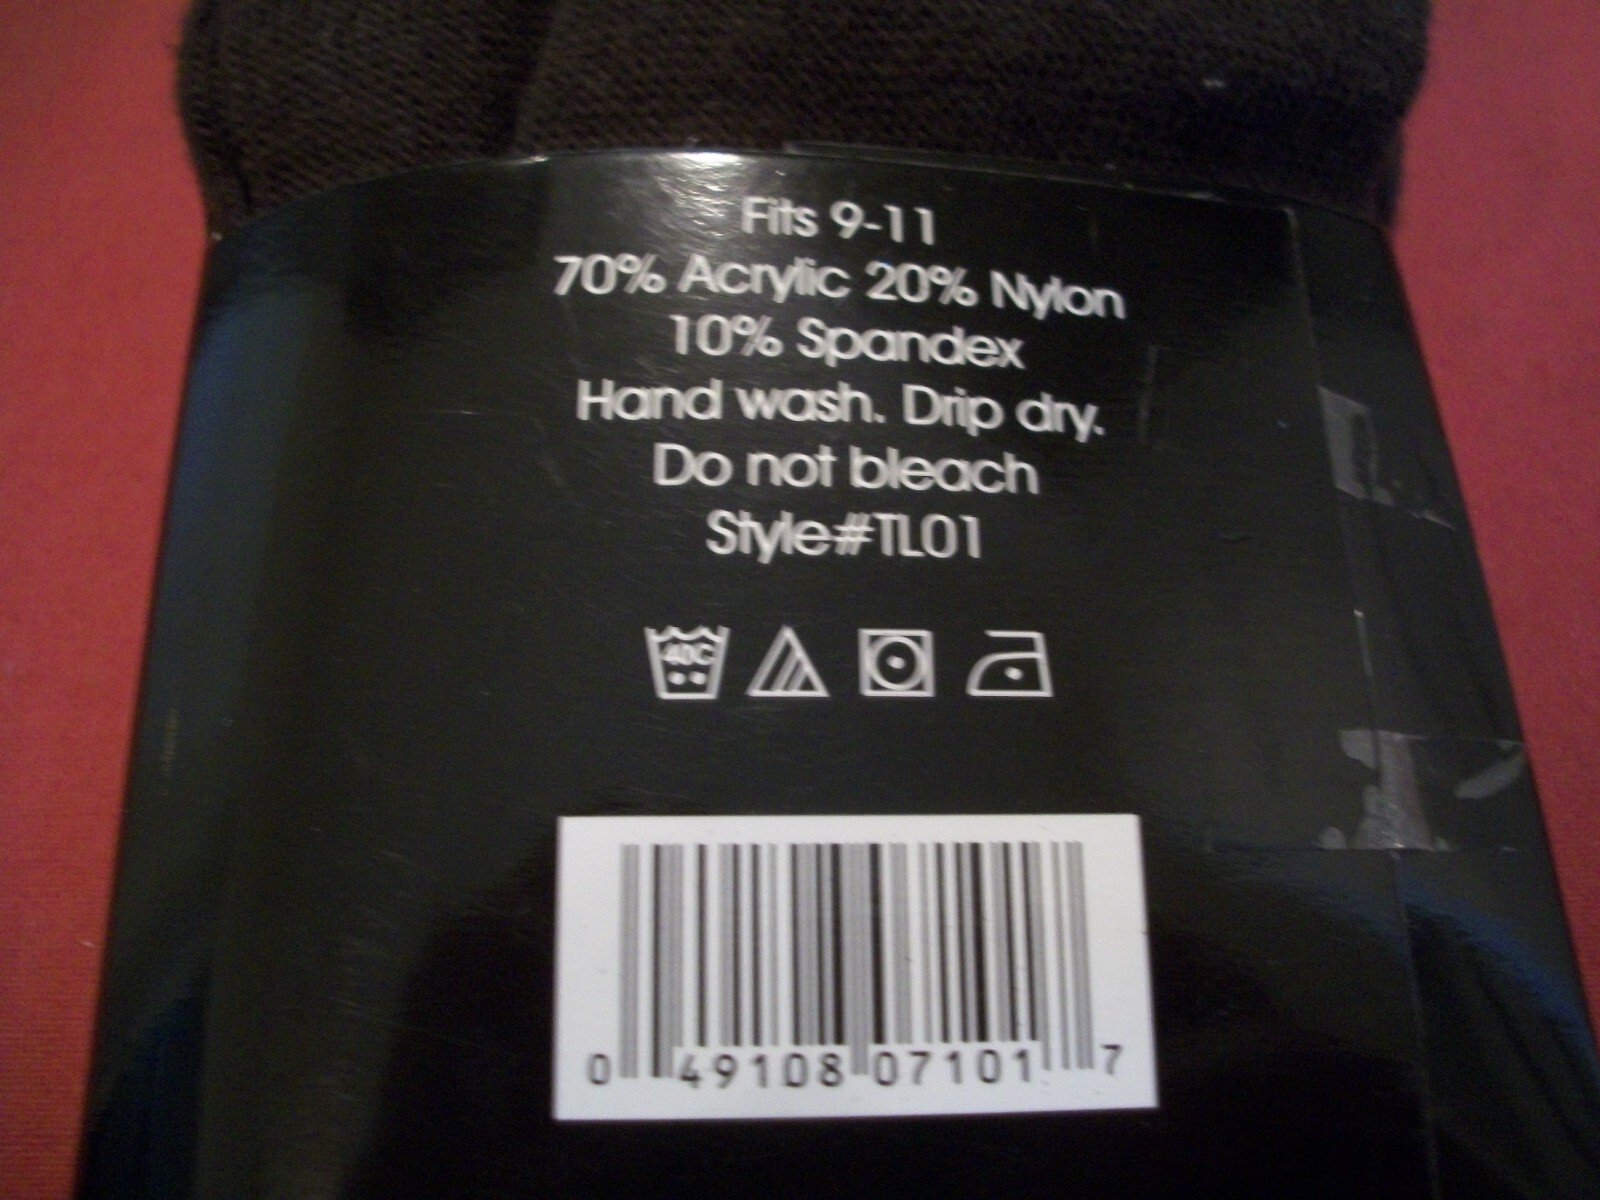 Fits 9-11
70% Acrylic 20% Nylon
10% Spandex
Hand wash. Drip dry.
Do not bleach
Style#TL01
40C
0 49108 07101 7